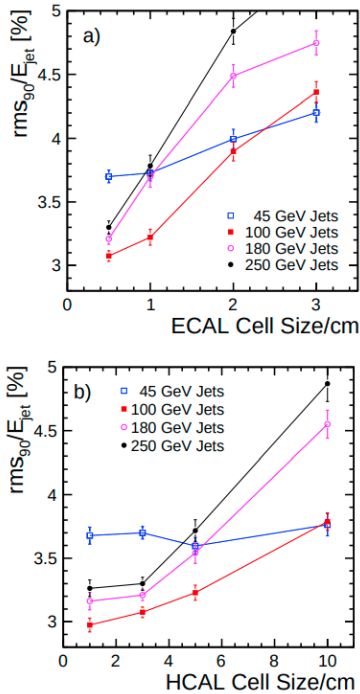 a)
rms90/Ejet [%]
5
4.5
4
3.5
3
45 GeV Jets
100 GeV Jets
180 GeV Jets
250 GeV Jets
0 1 2 3
ECAL Cell Size/cm
b)
rms90/Ejet [%]
45 GeV Jets
100 GeV Jets
180 GeV Jets
250 GeV Jets
5
4.5
4
3.5
3
0 2 4 6 8 10
HCAL Cell Size/cm